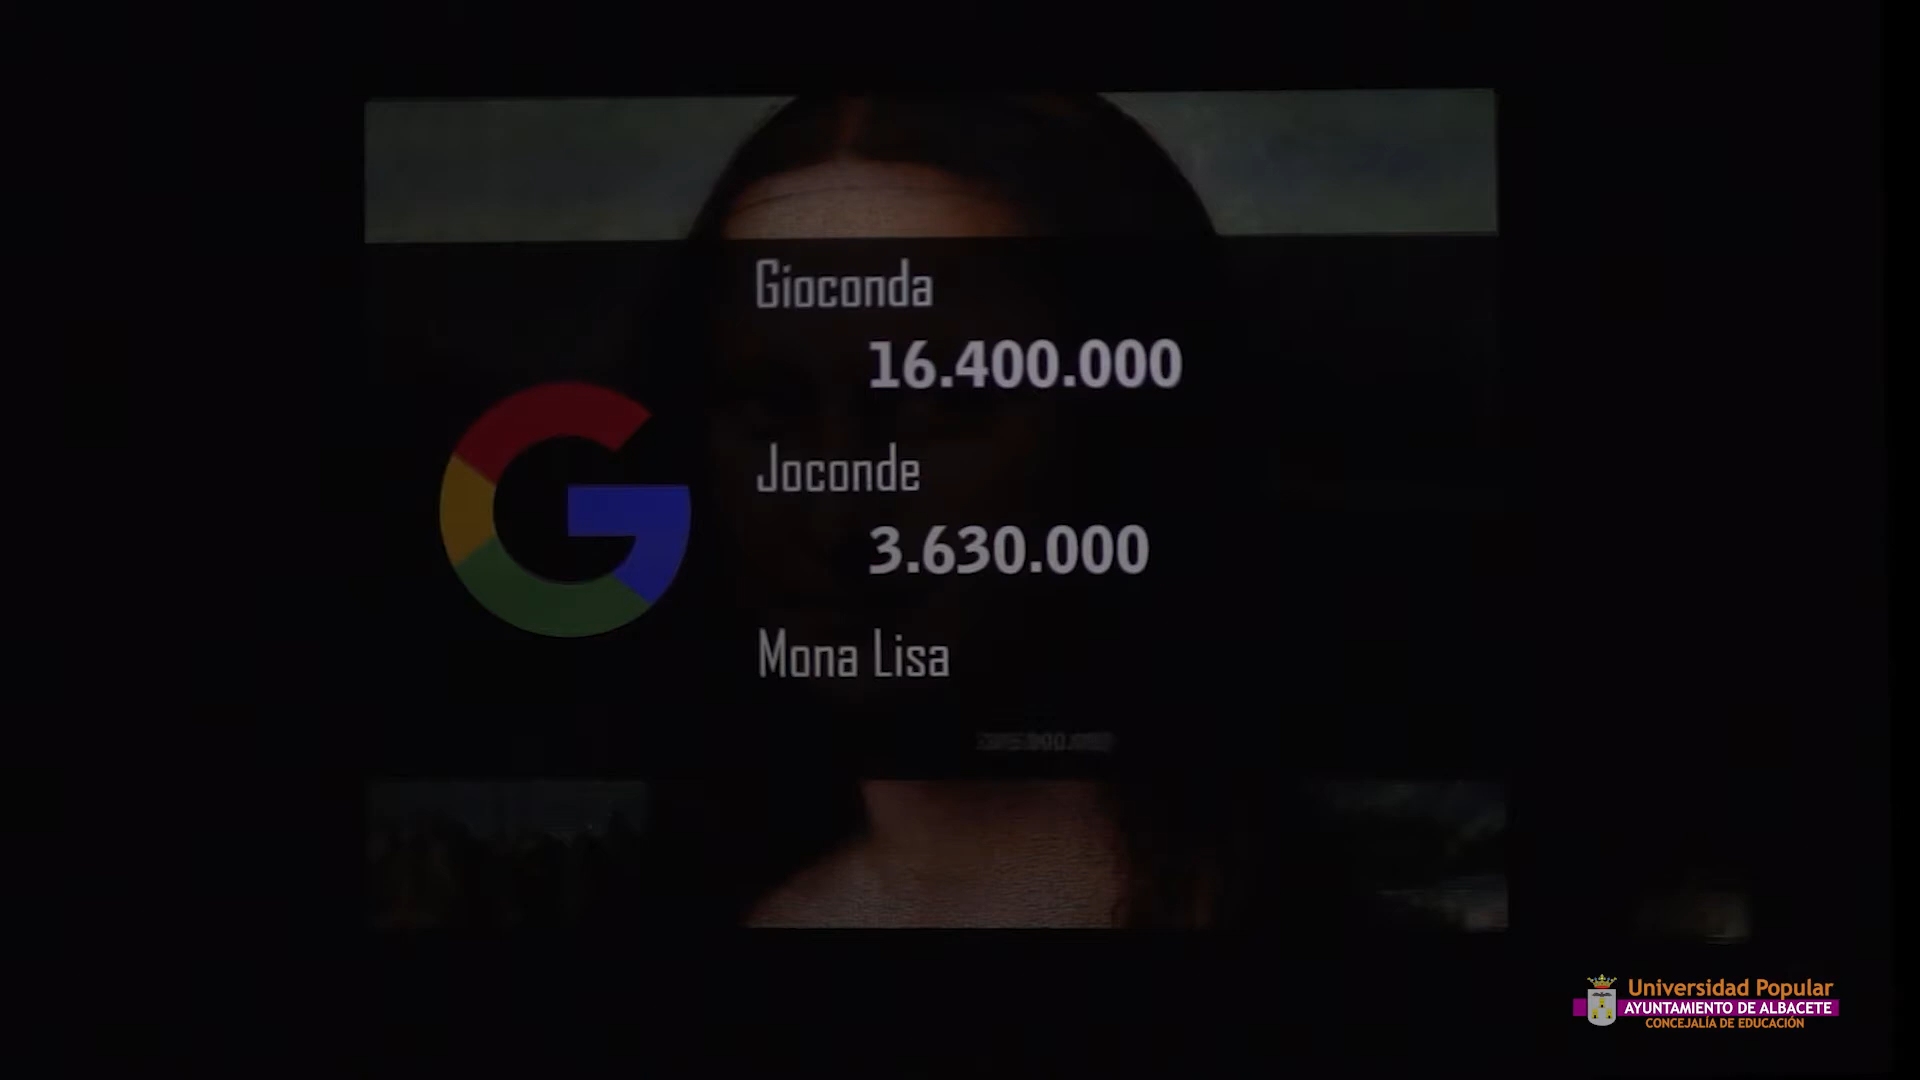 Gioconda
16.400.000
Joconde
3.630.000
Mona Lisa
Universidad Popular
AYUNTAMIENTO DE ALBACETE
CONCEJALÍA DE EDUCACIÓN